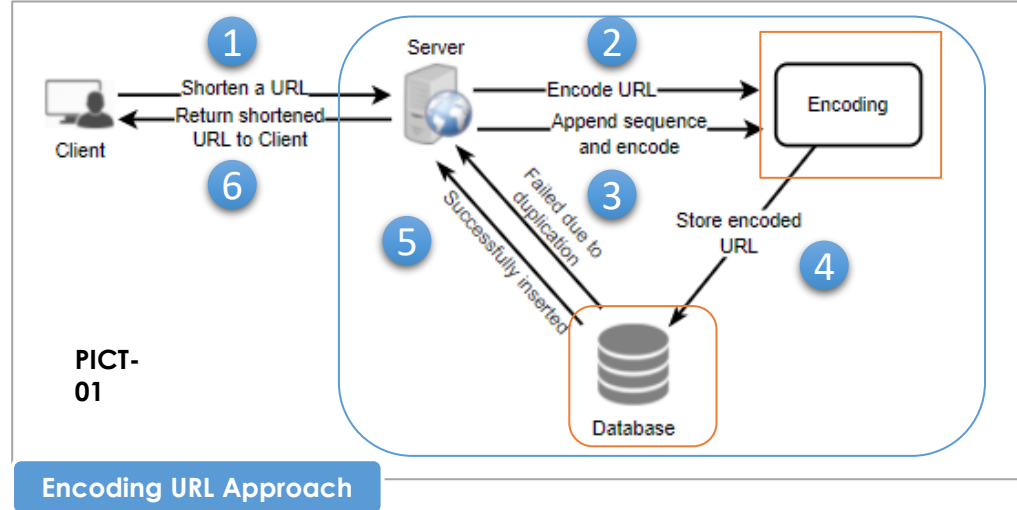 1
2
Server
Shorten a URL
Encode URL
Encoding
Return shortened
URL to Client
Append sequence
and encode
Client
6
3
Failed due to
duplication
Store encoded
URL
5
4
Successfully inserted
PICT-
01
Database
Encoding URL Approach